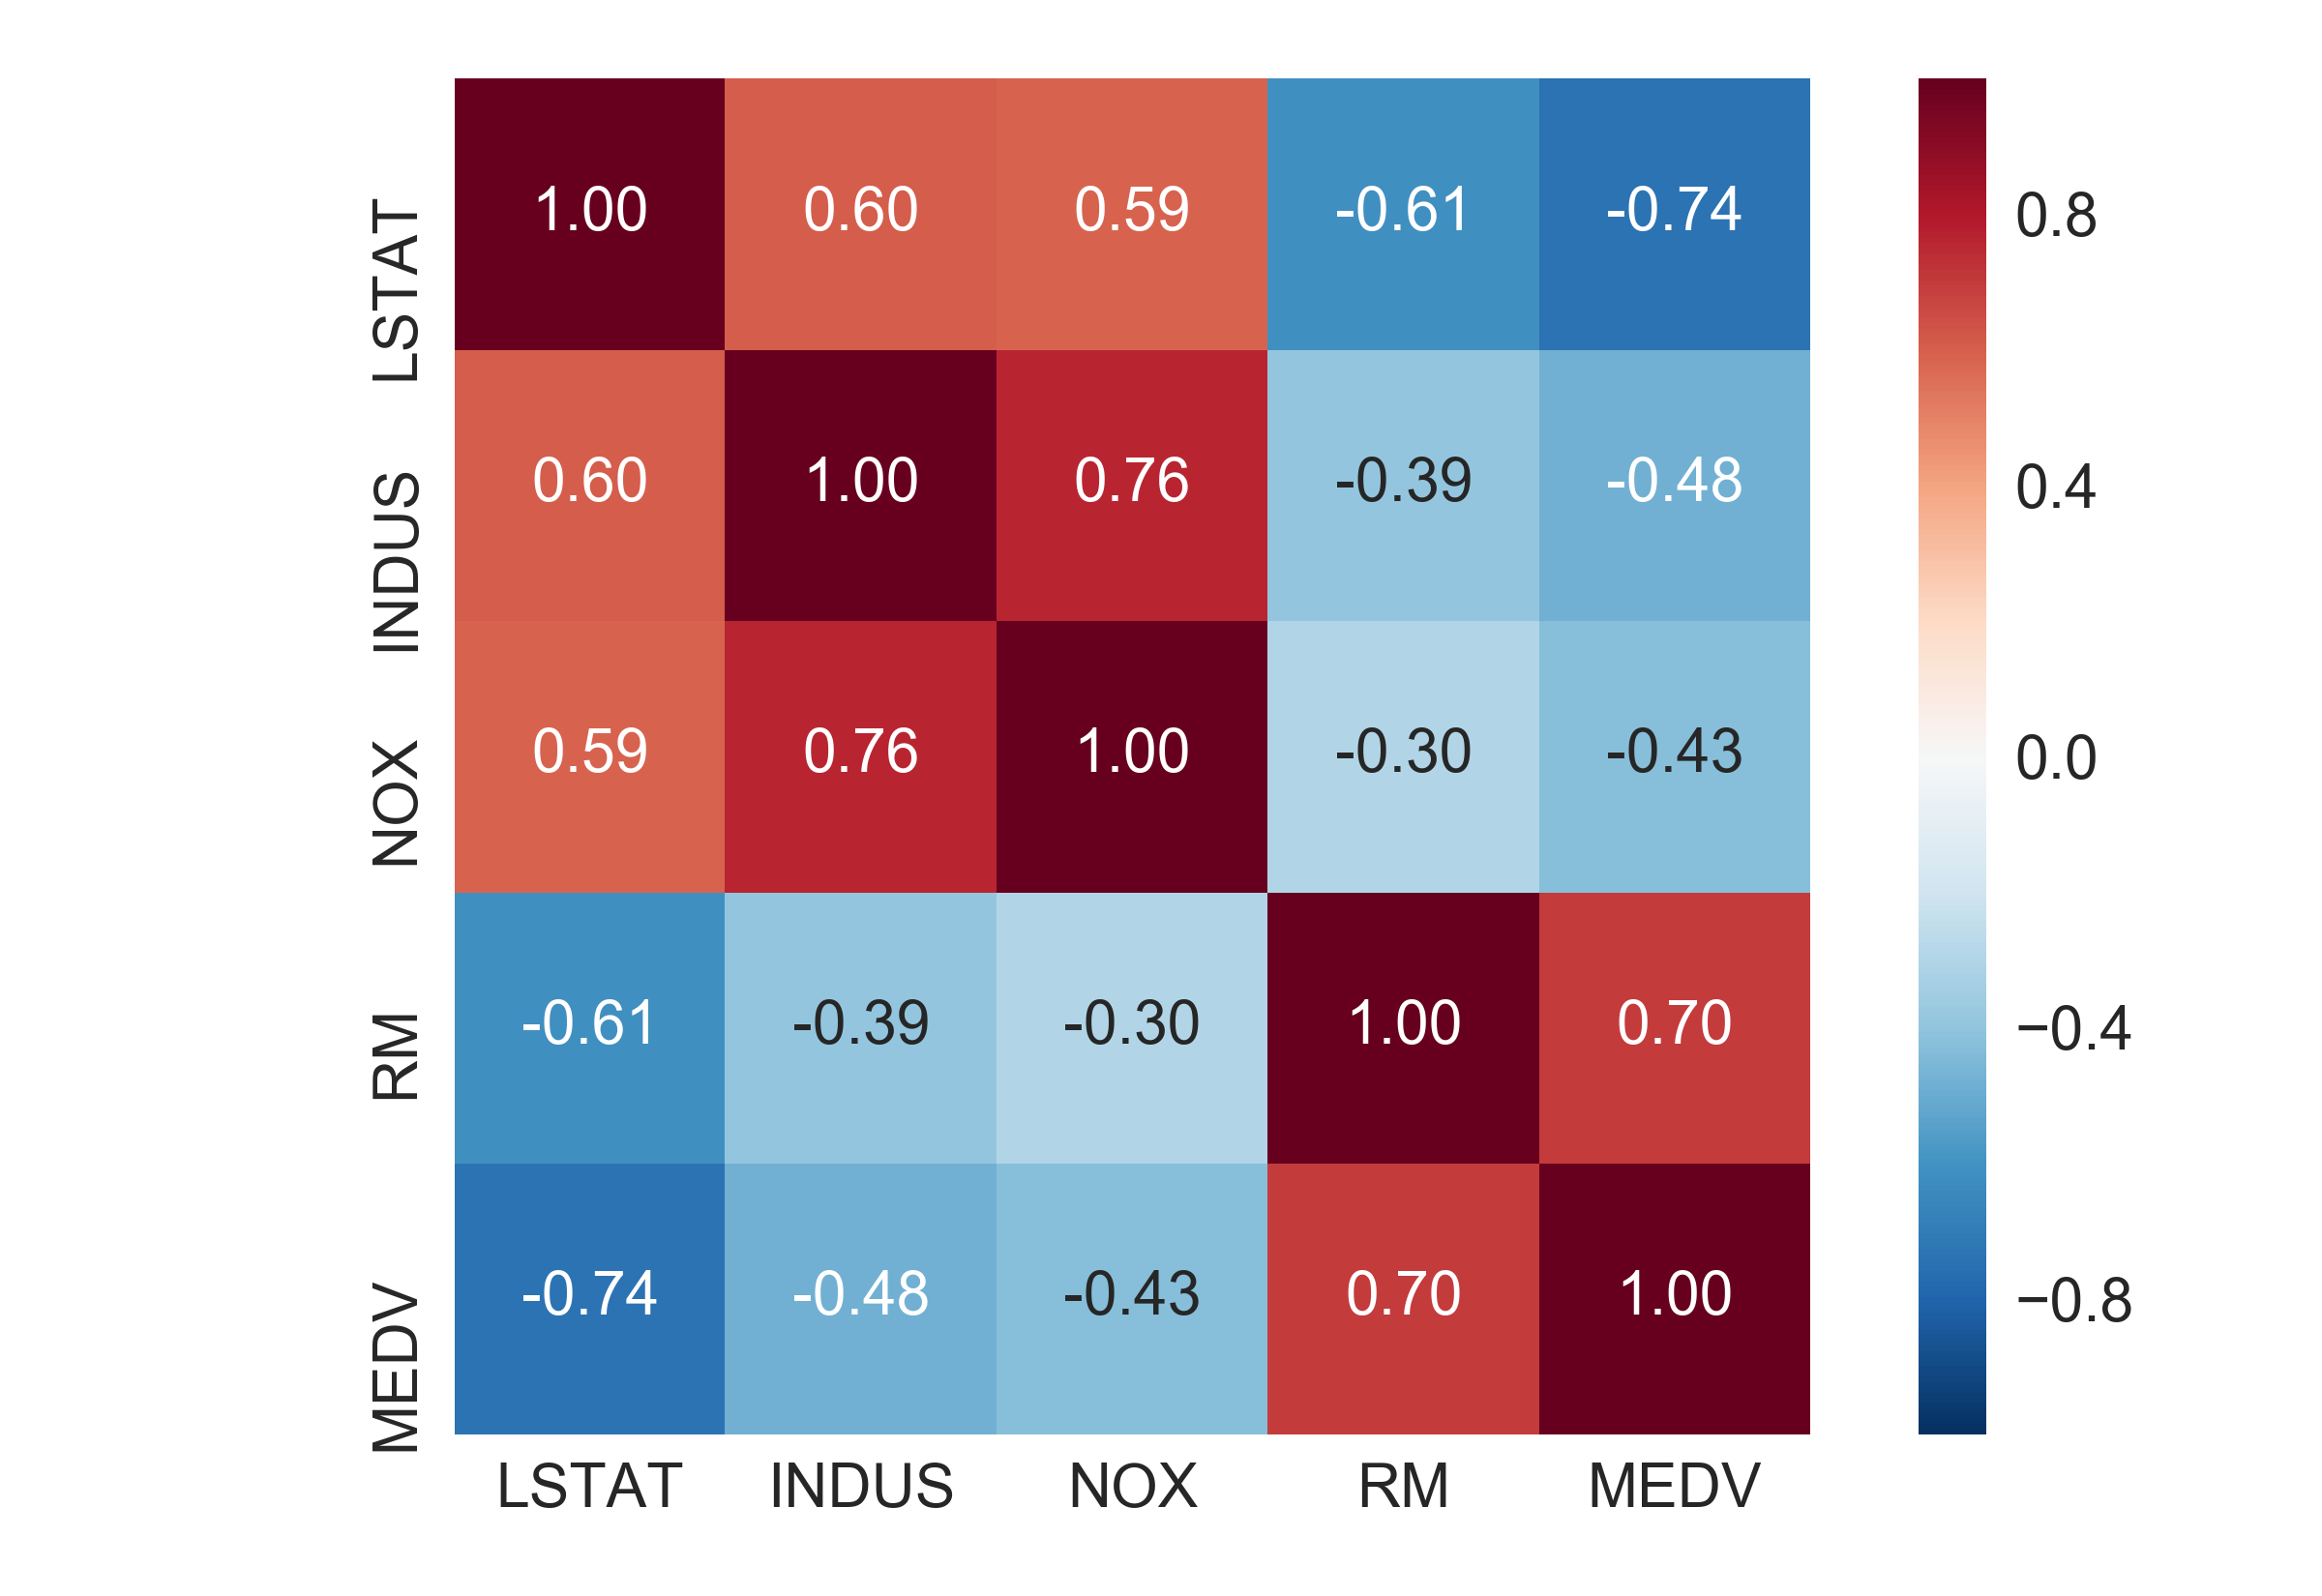 LSTAT 1.00 0.60 0.59 -0.61 -0.74
INDUS 0.60 1.00 0.76 -0.39 -0.48
NOX 0.59 0.76 1.00 -0.30 -0.43
RM -0.61 -0.39 -0.30 1.00 0.70
MEDV -0.74 -0.48 -0.43 0.70 1.00
LSTAT INDUS NOX RM MEDV
0.8
0.4
0.0
−0.4
−0.8